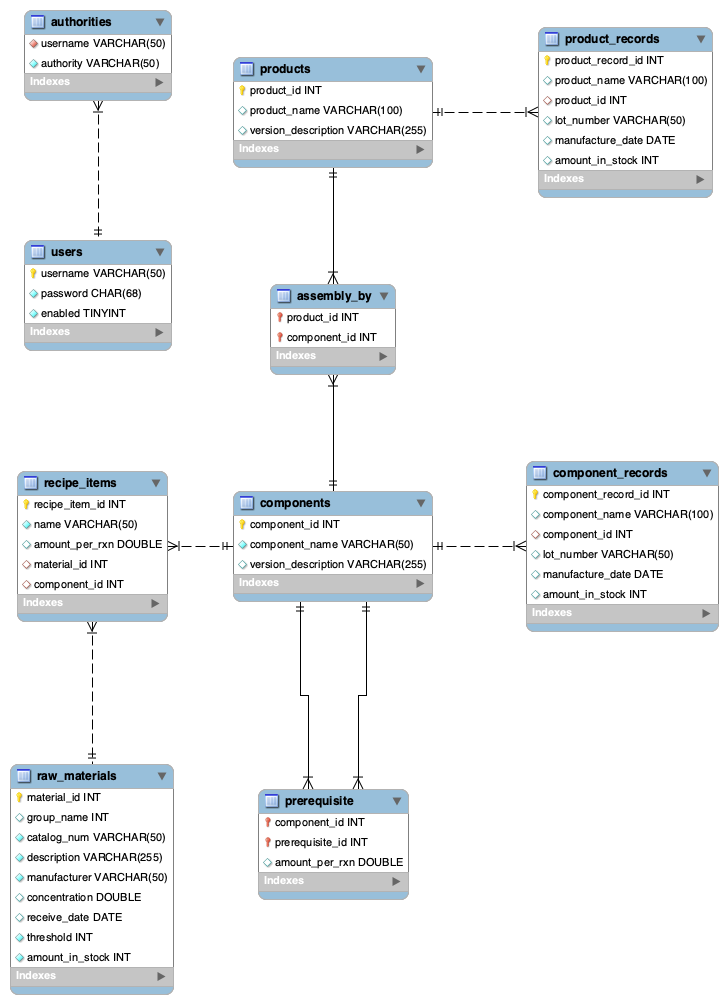 authorities
username VARCHAR(50)
authority VARCHAR(50)
Indexes
products
product_id INT
product_name VARCHAR(100)
version_description VARCHAR(255)
Indexes
product_records
product_record_id INT
product_name VARCHAR(100)
product_id INT
lot_number VARCHAR(50)
manufacture_date DATE
amount_in_stock INT
Indexes
users
username VARCHAR(50)
password CHAR(68)
enabled TINYINT
Indexes
assembly_by
product_id INT
component_id INT
Indexes
recipe_items
recipe_item_id INT
name VARCHAR(50)
amount_per_rxn DOUBLE
material_id INT
component_id INT
Indexes
components
component_id INT
component_name VARCHAR(50)
version_description VARCHAR(255)
Indexes
component_records
component_record_id INT
component_name VARCHAR(100)
component_id INT
lot_number VARCHAR(50)
manufacture_date DATE
amount_in_stock INT
Indexes
raw_materials
material_id INT
group_name INT
catalog_num VARCHAR(50)
description VARCHAR(255)
manufacturer VARCHAR(50)
concentration DOUBLE
receive_date DATE
threshold INT
amount_in_stock INT
Indexes
prerequisite
component_id INT
prerequisite_id INT
amount_per_rxn DOUBLE
Indexes